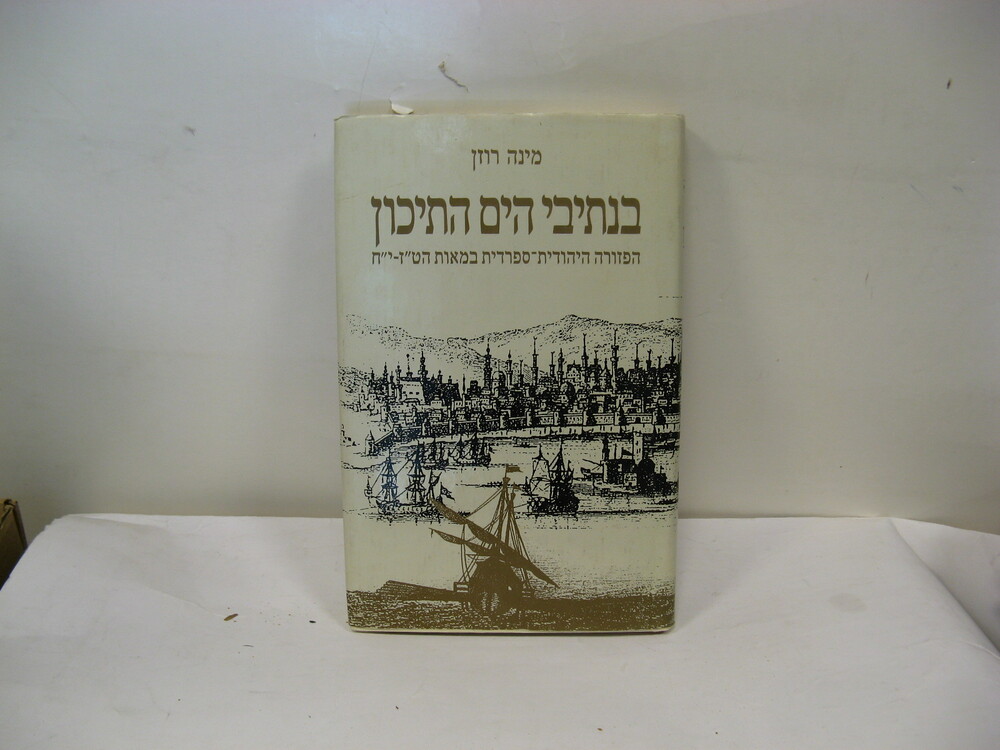 מינה רוזן
בנתיבי הים התיכון
הפזורה היהודית־ספרדית במאות הט"ז-י"ח